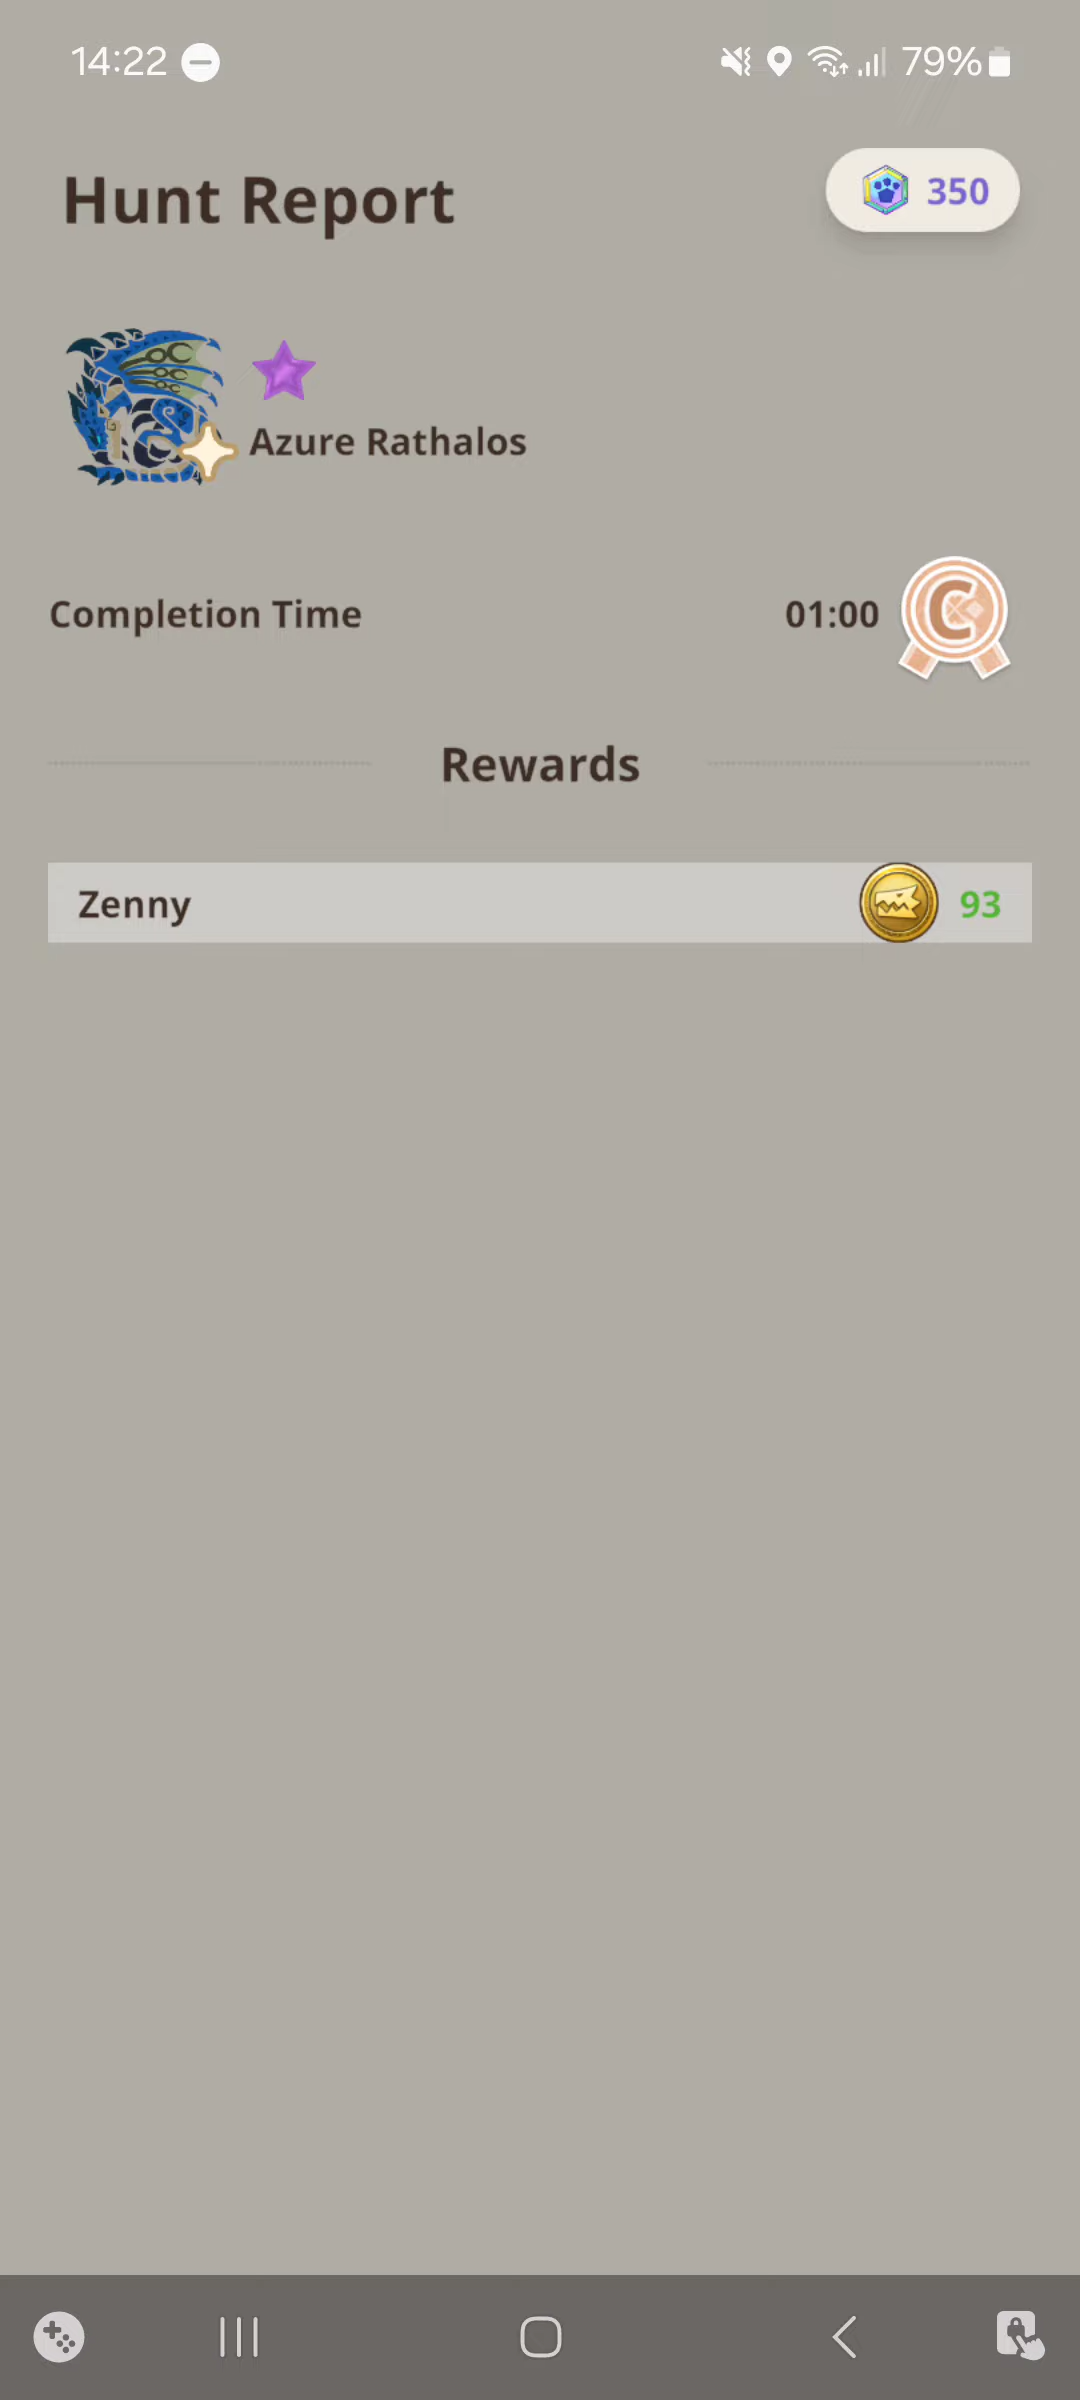 14:22 79%
Hunt Report 350
Azure Rathalos
Completion Time 01:00 C
Rewards
Zenny 93